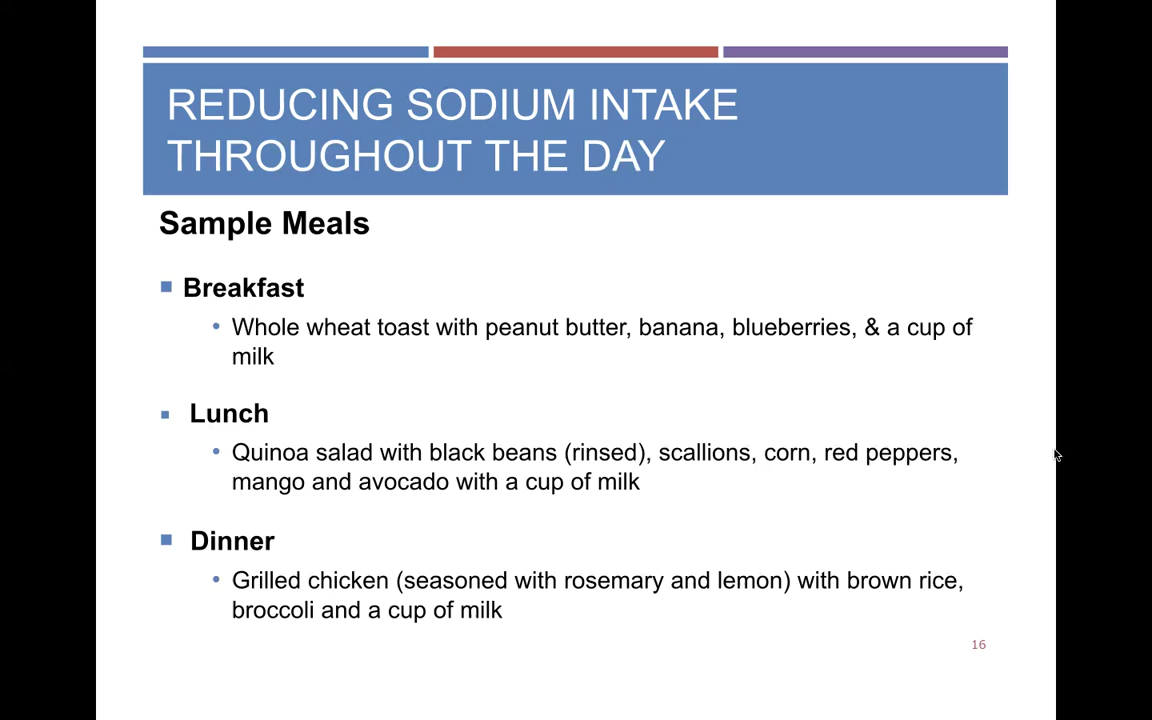 REDUCING SODIUM INTAKE
THROUGHOUT THE DAY
Sample Meals
Breakfast
Whole wheat toast with peanut butter, banana, blueberries, & a cup of
milk
Lunch
Quinoa salad with black beans (rinsed), scallions, corn, red peppers,
mango and avocado with a cup of milk
Dinner
Grilled chicken (seasoned with rosemary and lemon) with brown rice,
broccoli and a cup of milk
16